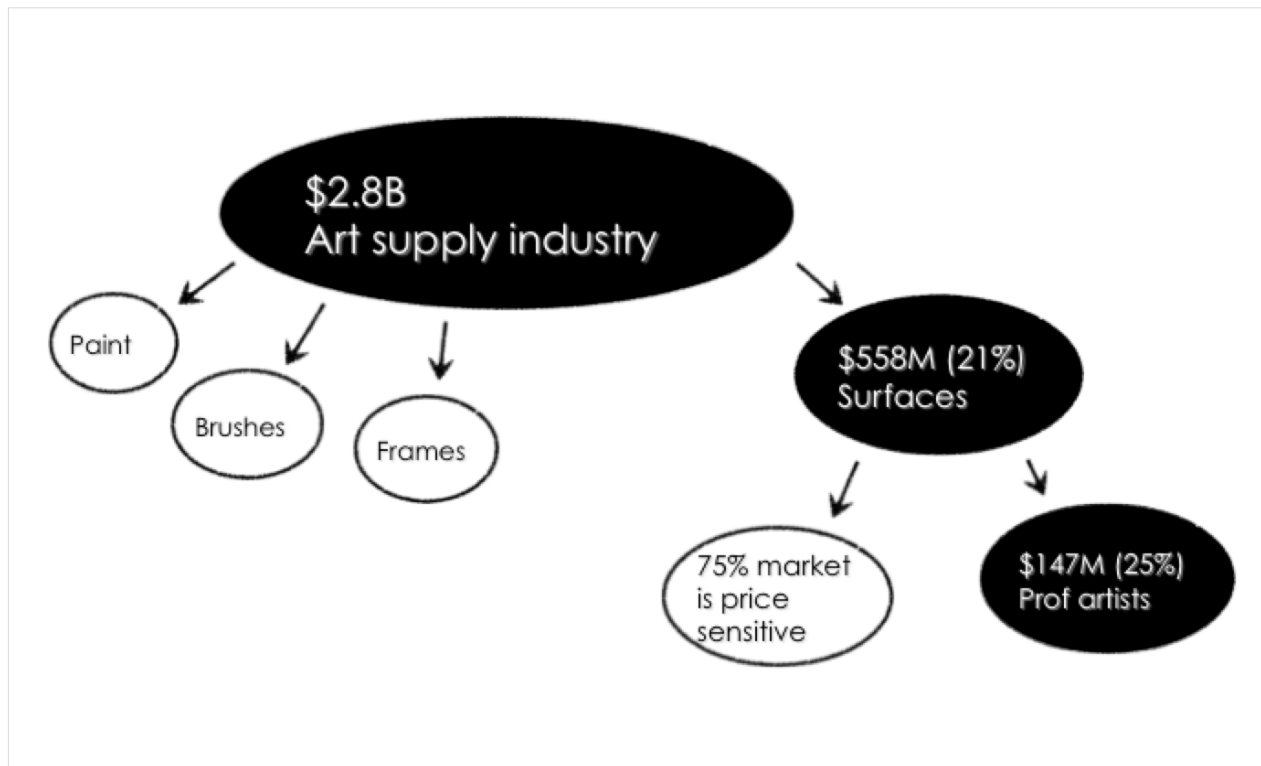 $2.8B
Art supply industry
Paint
Brushes
Frames
$558M (21%)
Surfaces
75% market
is price
sensitive
$147M (25%)
Prof artists